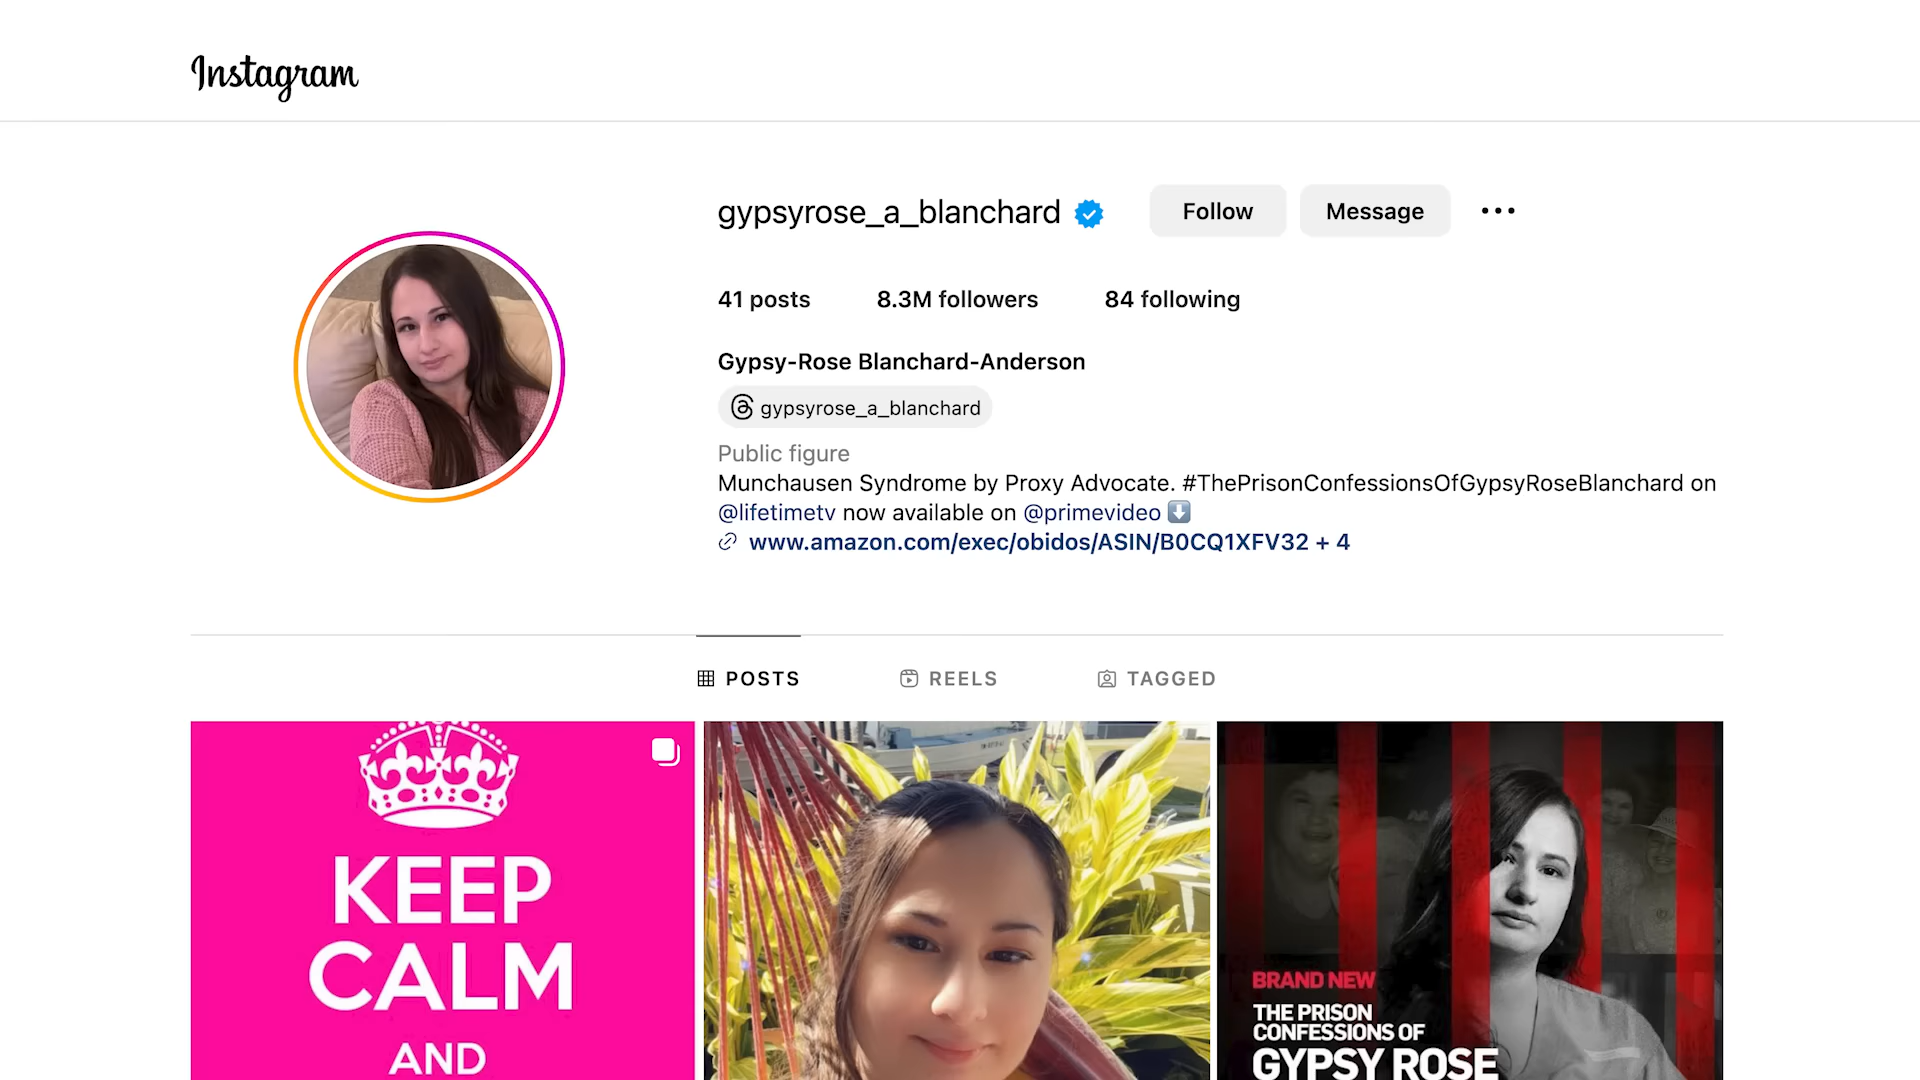 Instagram
gypsyrose_a_blanchard
Follow
Message
41 posts
8.3M followers
84 following
Gypsy-Rose Blanchard-Anderson
gypsyrose_a_blanchard
Public figure
Munchausen Syndrome by Proxy Advocate. #ThePrisonConfessionsOfGypsyRoseBlanchard on
@lifetimetv now available on @primevideo ⬇️
www.amazon.com/exec/obidos/ASIN/B0CQ1XFV32 + 4
POSTS
REELS
TAGGED
KEEP
CALM
AND
BRAND NEW
THE PRISON
CONFESSIONS OF
GYPSY ROSE